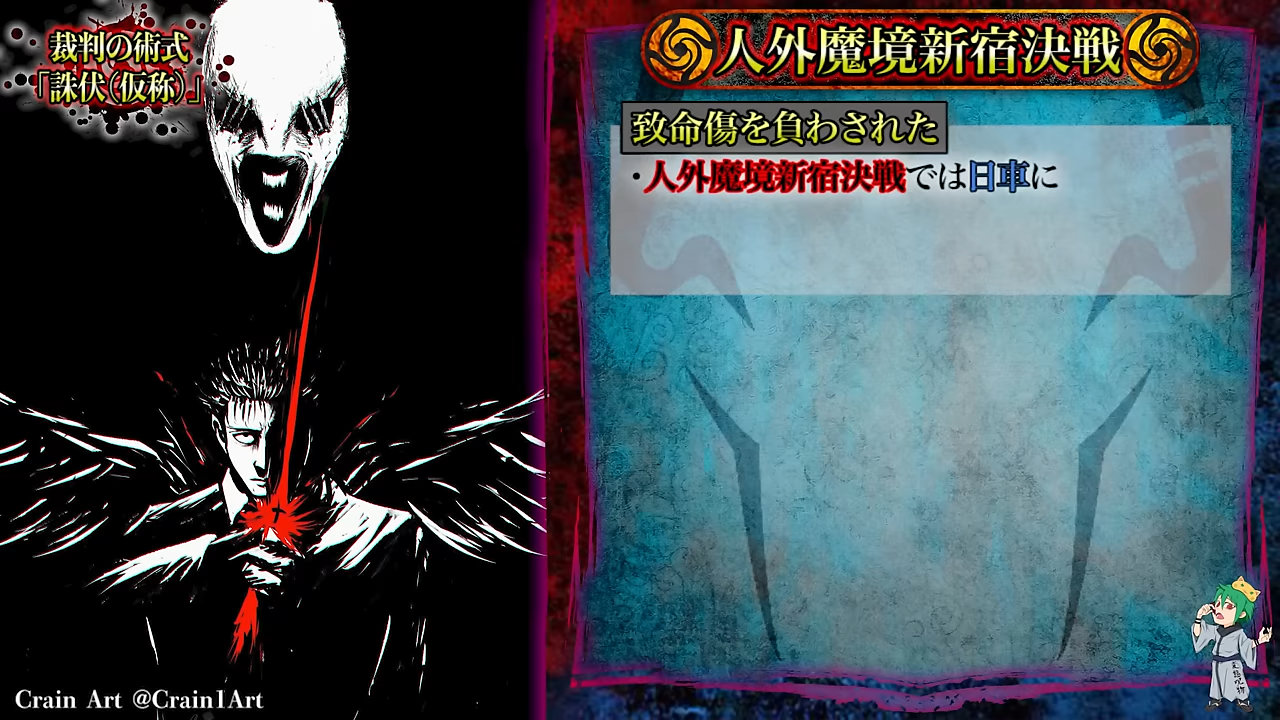 裁判の術式
「誅伏(仮称)」
人外魔境新宿決戦
致命傷を負わされた
・人外魔境新宿決戦では日車に
Crain Art @Crain1Art